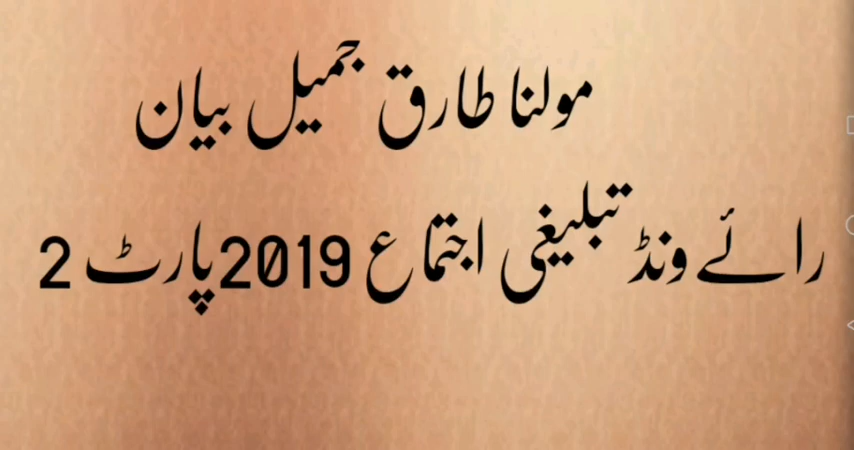 مولنا طارق جمیل بیان
رائے ونڈ تبلیغی اجتماع 2019 پارٹ 2